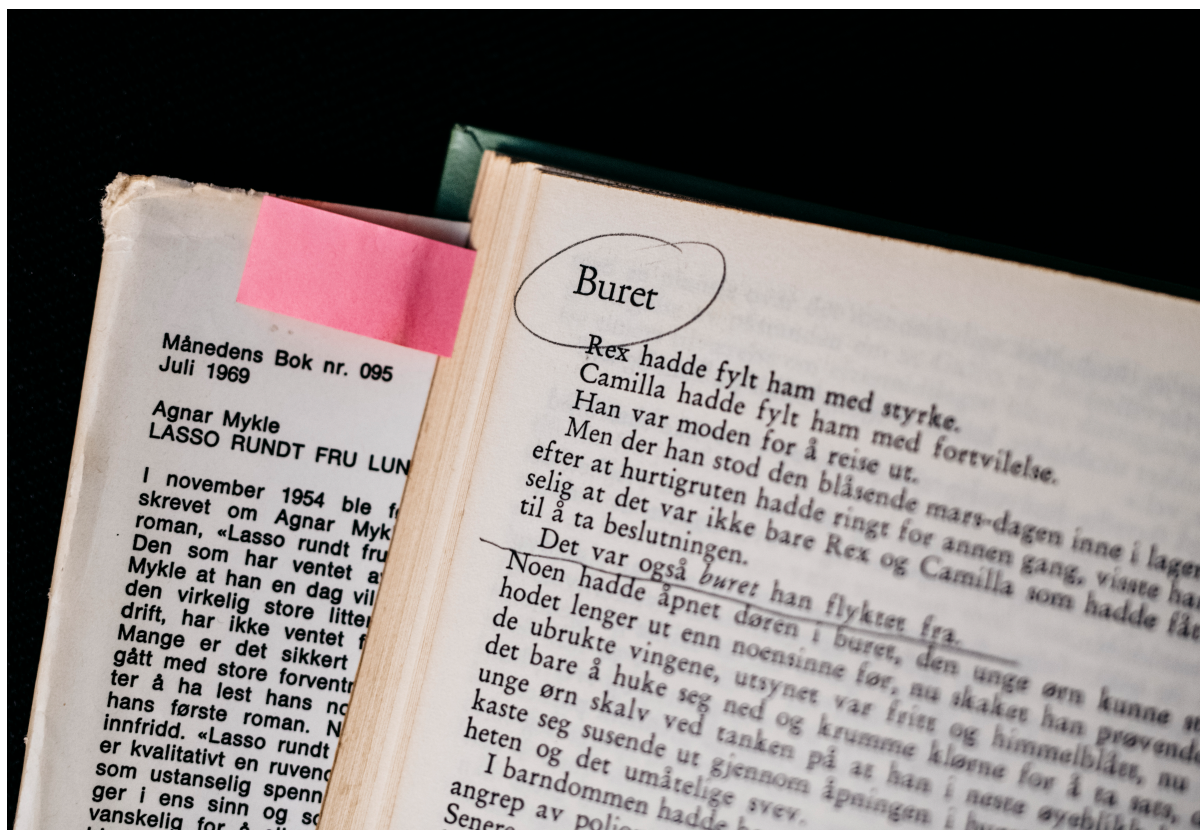 Månedens Bok nr. 095
Juli 1969
Agnar Mykle
LASSO RUNDT FRU LUN
I november 1954 ble f
skrevet om Agnar Myk
roman, «Lasso rundt fru
Den som har ventet a
Mykle at han en dag vil
den virkelig store litter
drift, har ikke ventet f
Mange er det sikkert
gått med store forventn
ter å ha lest hans no
hans første roman. N
innfridd. «Lasso rundt
er kvalitativt en ruvend
som ustanselig spenn
ger i ens sinn og so
vanskelig for å
Buret
Rex hadde fylt ham med styrke.
Camilla hadde fylt ham med fortvilelse.
Han var moden for å reise ut.
Men der han stod den blåsende mars-dagen inne i lager
efter at hurtigruten hadde ringt for annen gang, visste han
selig at det var ikke bare Rex og Camilla som hadde får
til å ta beslutningen.
Det var også buret han flyktet fra.
Noen hadde åpnet døren i buret, den unge ørn kunne
hodet lenger ut enn noensinne før, nu skaket han prøvende
de ubrukte vingene, utsynet var fritt og himmelblått, nu
det bare å huke seg ned og krumme klørne for å ta sats,
unge ørn skalv ved tanken på at han i neste øyeblikk
kaste seg susende ut gjennom åpningen i
heten og det umåtelige svev.
I barndommen hadde
angrep av
Senere